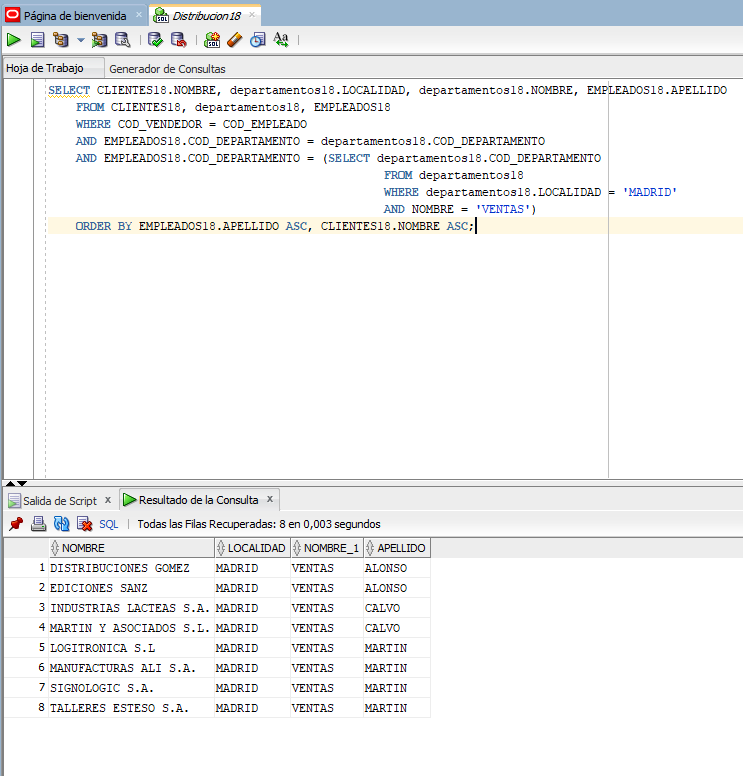 Página de bienvenida × Distribucion18 ×
Hoja de Trabajo Generador de Consultas
SELECT CLIENTES18.NOMBRE, departamentos18.LOCALIDAD, departamentos18.NOMBRE, EMPLEADOS18.APELLIDO
FROM CLIENTES18, departamentos18, EMPLEADOS18
WHERE COD_VENDEDOR = COD_EMPLEADO
AND EMPLEADOS18.COD_DEPARTAMENTO = departamentos18.COD_DEPARTAMENTO
AND EMPLEADOS18.COD_DEPARTAMENTO = (SELECT departamentos18.COD_DEPARTAMENTO
FROM departamentos18
WHERE departamentos18.LOCALIDAD = 'MADRID'
AND NOMBRE = 'VENTAS')
ORDER BY EMPLEADOS18.APELLIDO ASC, CLIENTES18.NOMBRE ASC;
Salida de Script × Resultado de la Consulta ×
SQL | Todas las Filas Recuperadas: 8 en 0,003 segundos
NOMBRE LOCALIDAD NOMBRE_1 APELLIDO
1 DISTRIBUCIONES GOMEZ MADRID VENTAS ALONSO
2 EDICIONES SANZ MADRID VENTAS ALONSO
3 INDUSTRIAS LACTEAS S.A. MADRID VENTAS CALVO
4 MARTIN Y ASOCIADOS S.L. MADRID VENTAS CALVO
5 LOGITRONICA S.L MADRID VENTAS MARTIN
6 MANUFACTURAS ALI S.A. MADRID VENTAS MARTIN
7 SIGNOLOGIC S.A. MADRID VENTAS MARTIN
8 TALLERES ESTESO S.A. MADRID VENTAS MARTIN